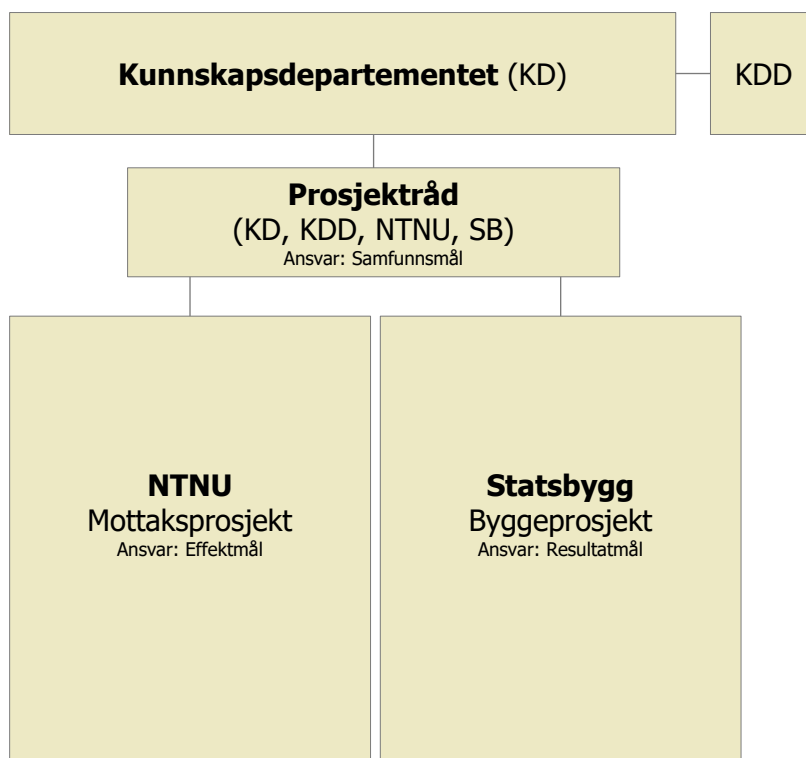 Kunnskapsdepartementet (KD)
KDD
Prosjektråd
(KD, KDD, NTNU, SB)
Ansvar: Samfunnsmål
NTNU
Mottaksprosjekt
Ansvar: Effektmål
Statsbygg
Byggeprosjekt
Ansvar: Resultatmål